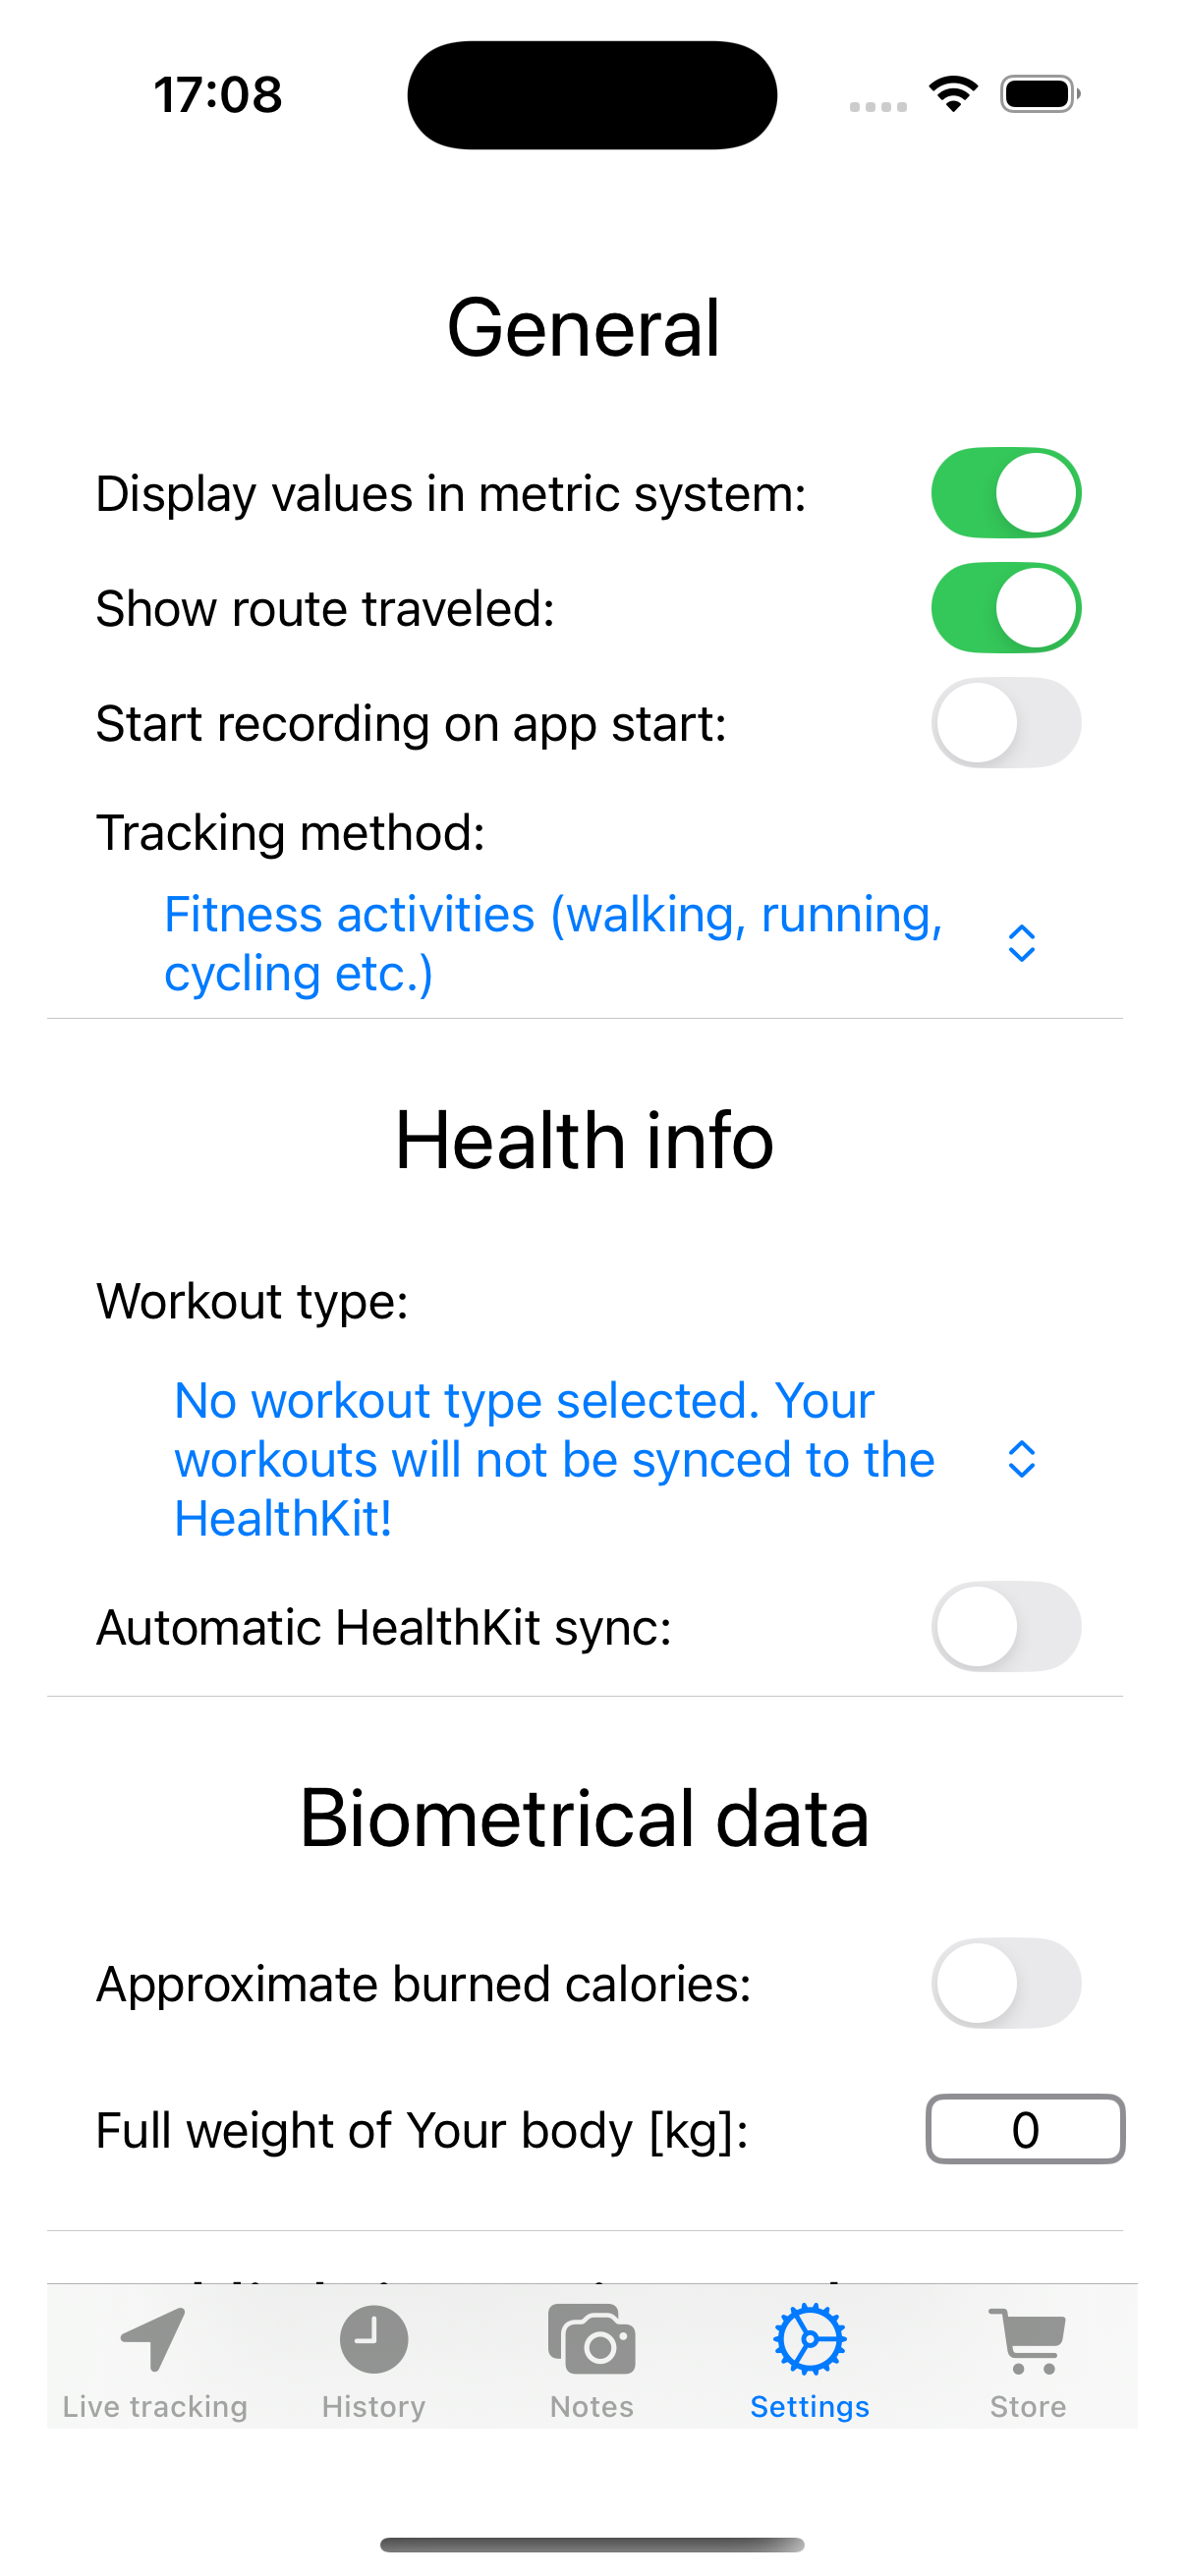 17:08
General
Display values in metric system:
Show route traveled:
Start recording on app start:
Tracking method:
Fitness activities (walking, running,
cycling etc.)
Health info
Workout type:
No workout type selected. Your
workouts will not be synced to the
HealthKit!
Automatic HealthKit sync:
Biometrical data
Approximate burned calories:
Full weight of Your body [kg]:
0
Live tracking
History
Notes
Settings
Store